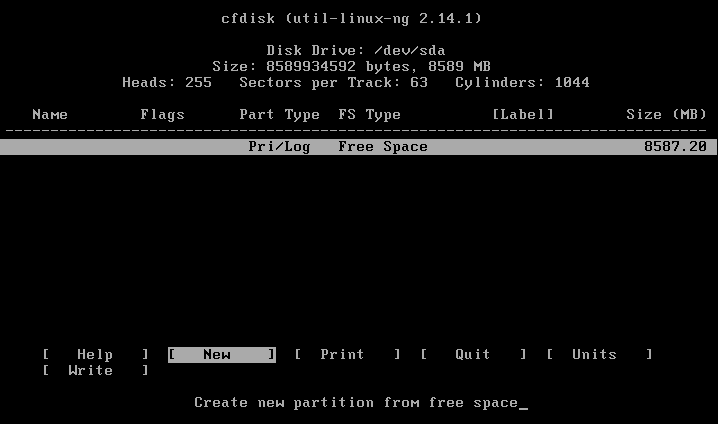 cfdisk (util-linux-ng 2.14.1)
Disk Drive: /dev/sda
Size: 8589934592 bytes, 8589 MB
Heads: 255   Sectors per Track: 63   Cylinders: 1044
Name   Flags   Part Type   FS Type   [Label]   Size (MB)
Pri/Log   Free Space   8587.20
[ Help ]   [ New ]   [ Print ]   [ Quit ]   [ Units ]
[ Write ]
Create new partition from free space_